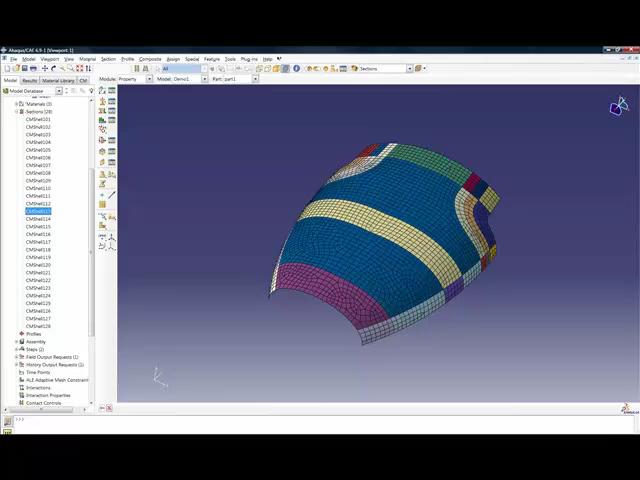 Abaqus/CAE 6.9-1 [Viewport: 1]
File Model Viewport View Material Section Profile Composite Assign Special Feature Tools Plug-ins Help
All
Sections
Model Results Material Library CM
Module: Property Model: Demo1 Part: part1
Model Database
Materials (3)
Sections (28)
CMShell101
CMShell102
CMShell103
CMShell104
CMShell105
CMShell106
CMShell107
CMShell108
CMShell109
CMShell110
CMShell111
CMShell112
CMShell113
CMShell114
CMShell115
CMShell116
CMShell117
CMShell118
CMShell119
CMShell120
CMShell121
CMShell122
CMShell123
CMShell124
CMShell125
CMShell126
CMShell127
CMShell128
Profiles
Assembly
Steps (2)
Field Output Requests (1)
History Output Requests (1)
Time Points
ALE Adaptive Mesh Constraint
Interactions
Interaction Properties
Contact Controls
>>>